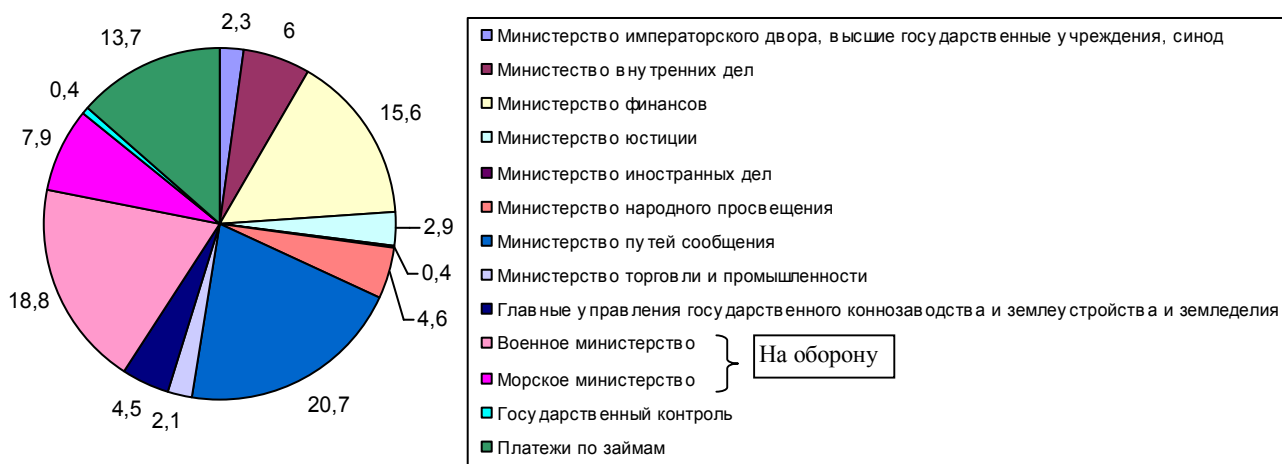 2,3
6
15,6
2,9
0,4
4,6
20,7
2,1
4,5
18,8
7,9
0,4
13,7
Министерство императорского двора, высшие государственные учреждения, синод
Министество внутренних дел
Министерство финансов
Министерство юстиции
Министерство иностранных дел
Министерство народного просвещения
Министерство путей сообщения
Министерство торговли и промышленности
Главные управления государственного коннозаводства и землеустройства и земледелия
Военное министерство
На оборону
Морское министерство
Государственный контроль
Платежи по займам